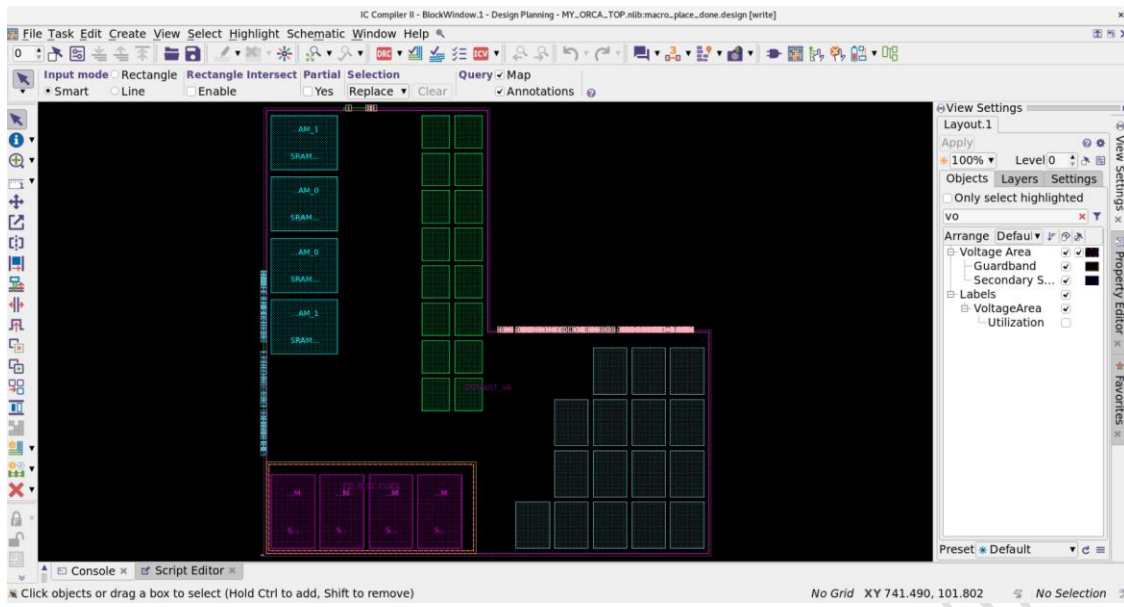 IC Compiler II - BlockWindow.1 - Design Planning - MY_ORCA_TOP.nlib:macro_place_done.design [write]
File Task Edit Create View Select Highlight Schematic Window Help
0 DRC ICV
Input mode Rectangle Rectangle Intersect Partial Selection Query Map
Smart Line Enable Yes Replace Clear Annotations
...AM_1
SRAM...
...AM_0
SRAM...
...AM_0
SRAM...
...AM_1
SRAM...
DEFAULT_VA
...M ...M ...M ...M
S... S... S... S...
View Settings
Layout.1
Apply
100% Level 0
Objects Layers Settings
Only select highlighted
vo
Arrange Defaul
Voltage Area
Guardband
Secondary S...
Labels
VoltageArea
Utilization
Preset Default
View Settings
Property Editor
Favorites
Console Script Editor
Click objects or drag a box to select (Hold Ctrl to add, Shift to remove) No Grid XY 741.490, 101.802 No Selection